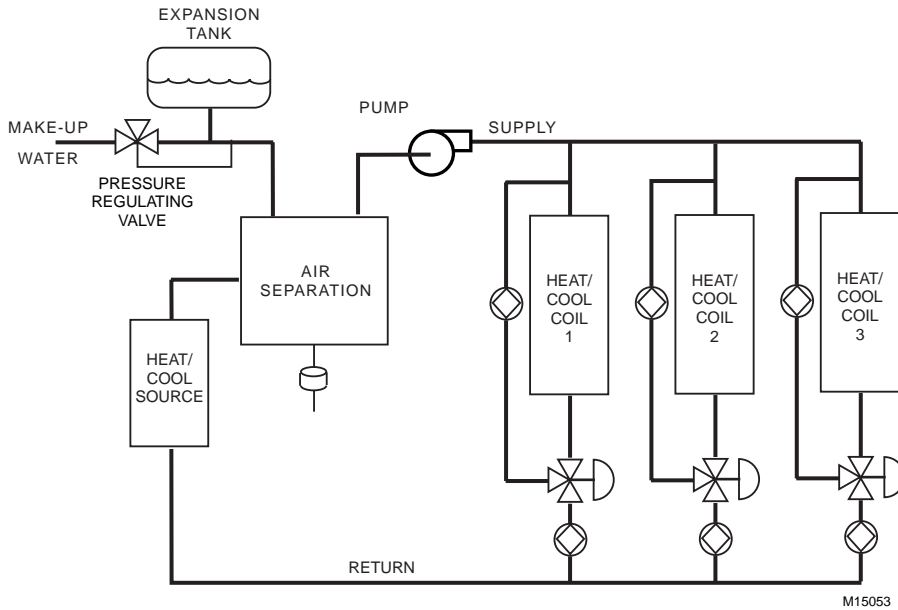 EXPANSION
TANK
PUMP
SUPPLY
MAKE-UP
WATER
PRESSURE
REGULATING
VALVE
AIR
SEPARATION
HEAT/
COOL
SOURCE
HEAT/
COOL
COIL
1
HEAT/
COOL
COIL
2
HEAT/
COOL
COIL
3
RETURN
M15053